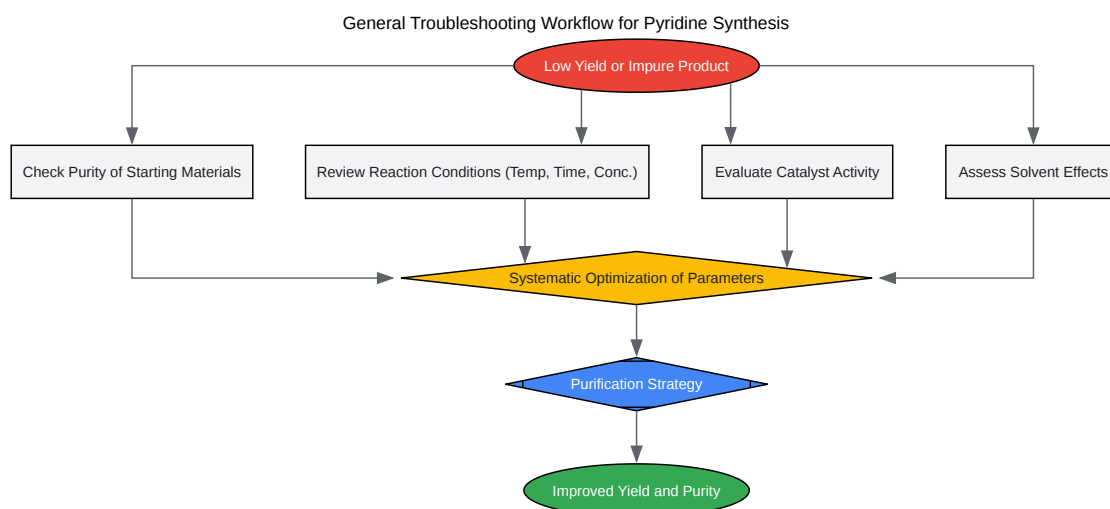 General Troubleshooting Workflow for Pyridine Synthesis
Low Yield or Impure Product
Check Purity of Starting Materials
Review Reaction Conditions (Temp, Time, Conc.)
Evaluate Catalyst Activity
Assess Solvent Effects
Systematic Optimization of Parameters
Purification Strategy
Improved Yield and Purity